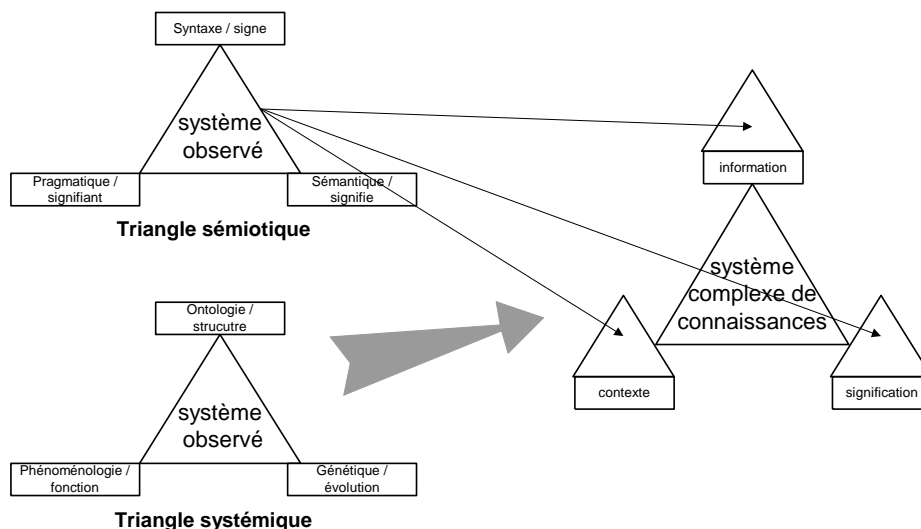 Syntaxe / signe
système
observé
Pragmatique /
signifiant
Sémantique /
signifie
Triangle sémiotique
Ontologie /
strucutre
système
observé
Phénoménologie /
fonction
Génétique /
évolution
Triangle systémique
information
système
complexe de
connaissances
contexte
signification